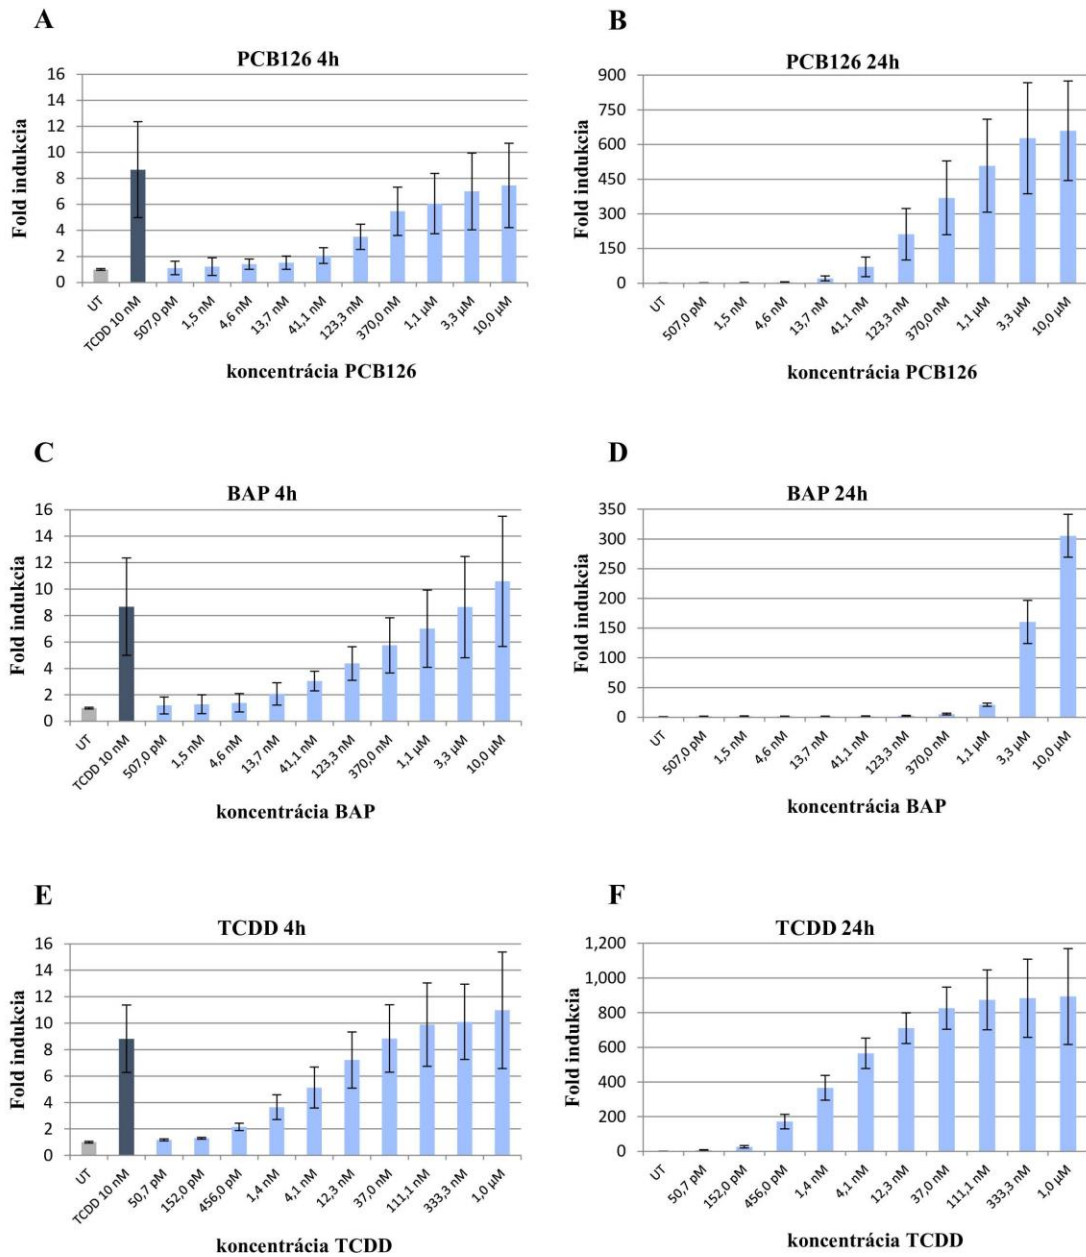 A
PCB126 4h
Fold indukcia
16
14
12
10
8
6
4
2
0
UT
TCDD 10 nM
507,0 pM
1,5 nM
4,6 nM
13,7 nM
41,1 nM
123,3 nM
370,0 nM
1,1 µM
3,3 µM
10,0 µM
koncentrácia PCB126
B
PCB126 24h
Fold indukcia
900
750
600
450
300
150
0
UT
507,0 pM
1,5 nM
4,6 nM
13,7 nM
41,1 nM
123,3 nM
370,0 nM
1,1 µM
3,3 µM
10,0 µM
koncentrácia PCB126
C
BAP 4h
Fold indukcia
16
14
12
10
8
6
4
2
0
UT
TCDD 10 nM
507,0 pM
1,5 nM
4,6 nM
13,7 nM
41,1 nM
123,3 nM
370,0 nM
1,1 µM
3,3 µM
10,0 µM
koncentrácia BAP
D
BAP 24h
Fold indukcia
350
300
250
200
150
100
50
0
UT
507,0 pM
1,5 nM
4,6 nM
13,7 nM
41,1 nM
123,3 nM
370,0 nM
1,1 µM
3,3 µM
10,0 µM
koncentrácia BAP
E
TCDD 4h
Fold indukcia
16
14
12
10
8
6
4
2
0
UT
TCDD 10 nM
50,7 pM
152,0 pM
456,0 pM
1,4 nM
4,1 nM
12,3 nM
37,0 nM
111,1 nM
333,3 nM
1,0 µM
koncentrácia TCDD
F
TCDD 24h
Fold indukcia
1,200
1,000
800
600
400
200
0
UT
50,7 pM
152,0 pM
456,0 pM
1,4 nM
4,1 nM
12,3 nM
37,0 nM
111,1 nM
333,3 nM
1,0 µM
koncentrácia TCDD